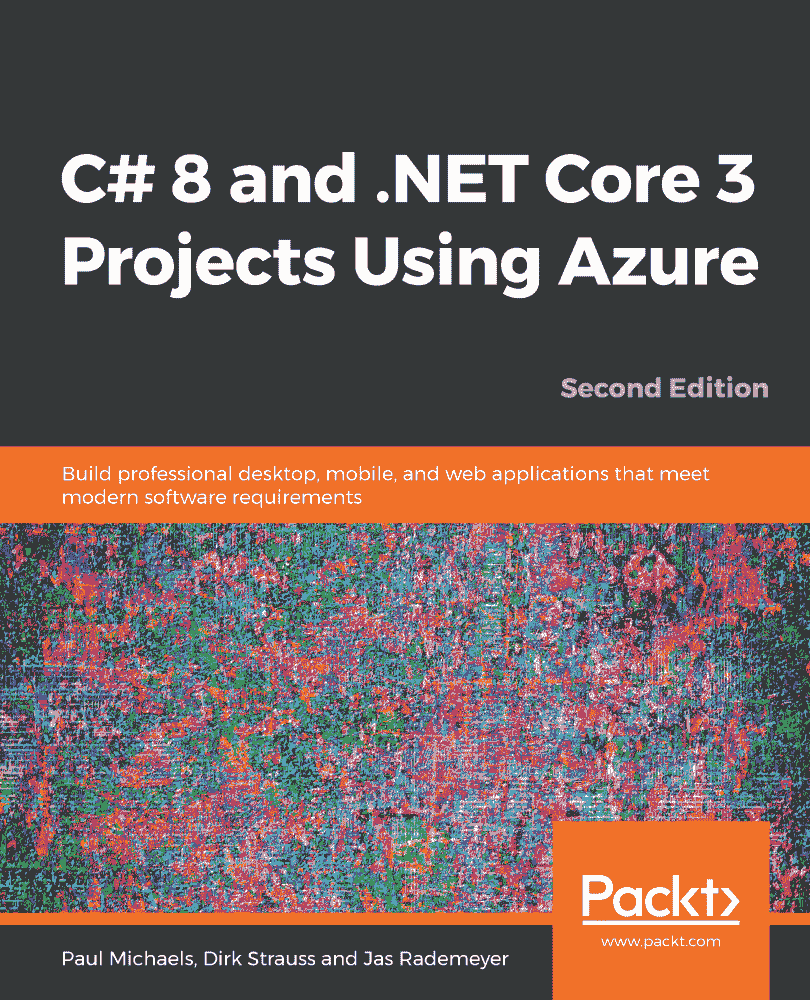 C# 8 and .NET Core 3
Projects Using Azure
Second Edition
Build professional desktop, mobile, and web applications that meet
modern software requirements
Packt>
www.packt.com
Paul Michaels, Dirk Strauss and Jas Rademeyer